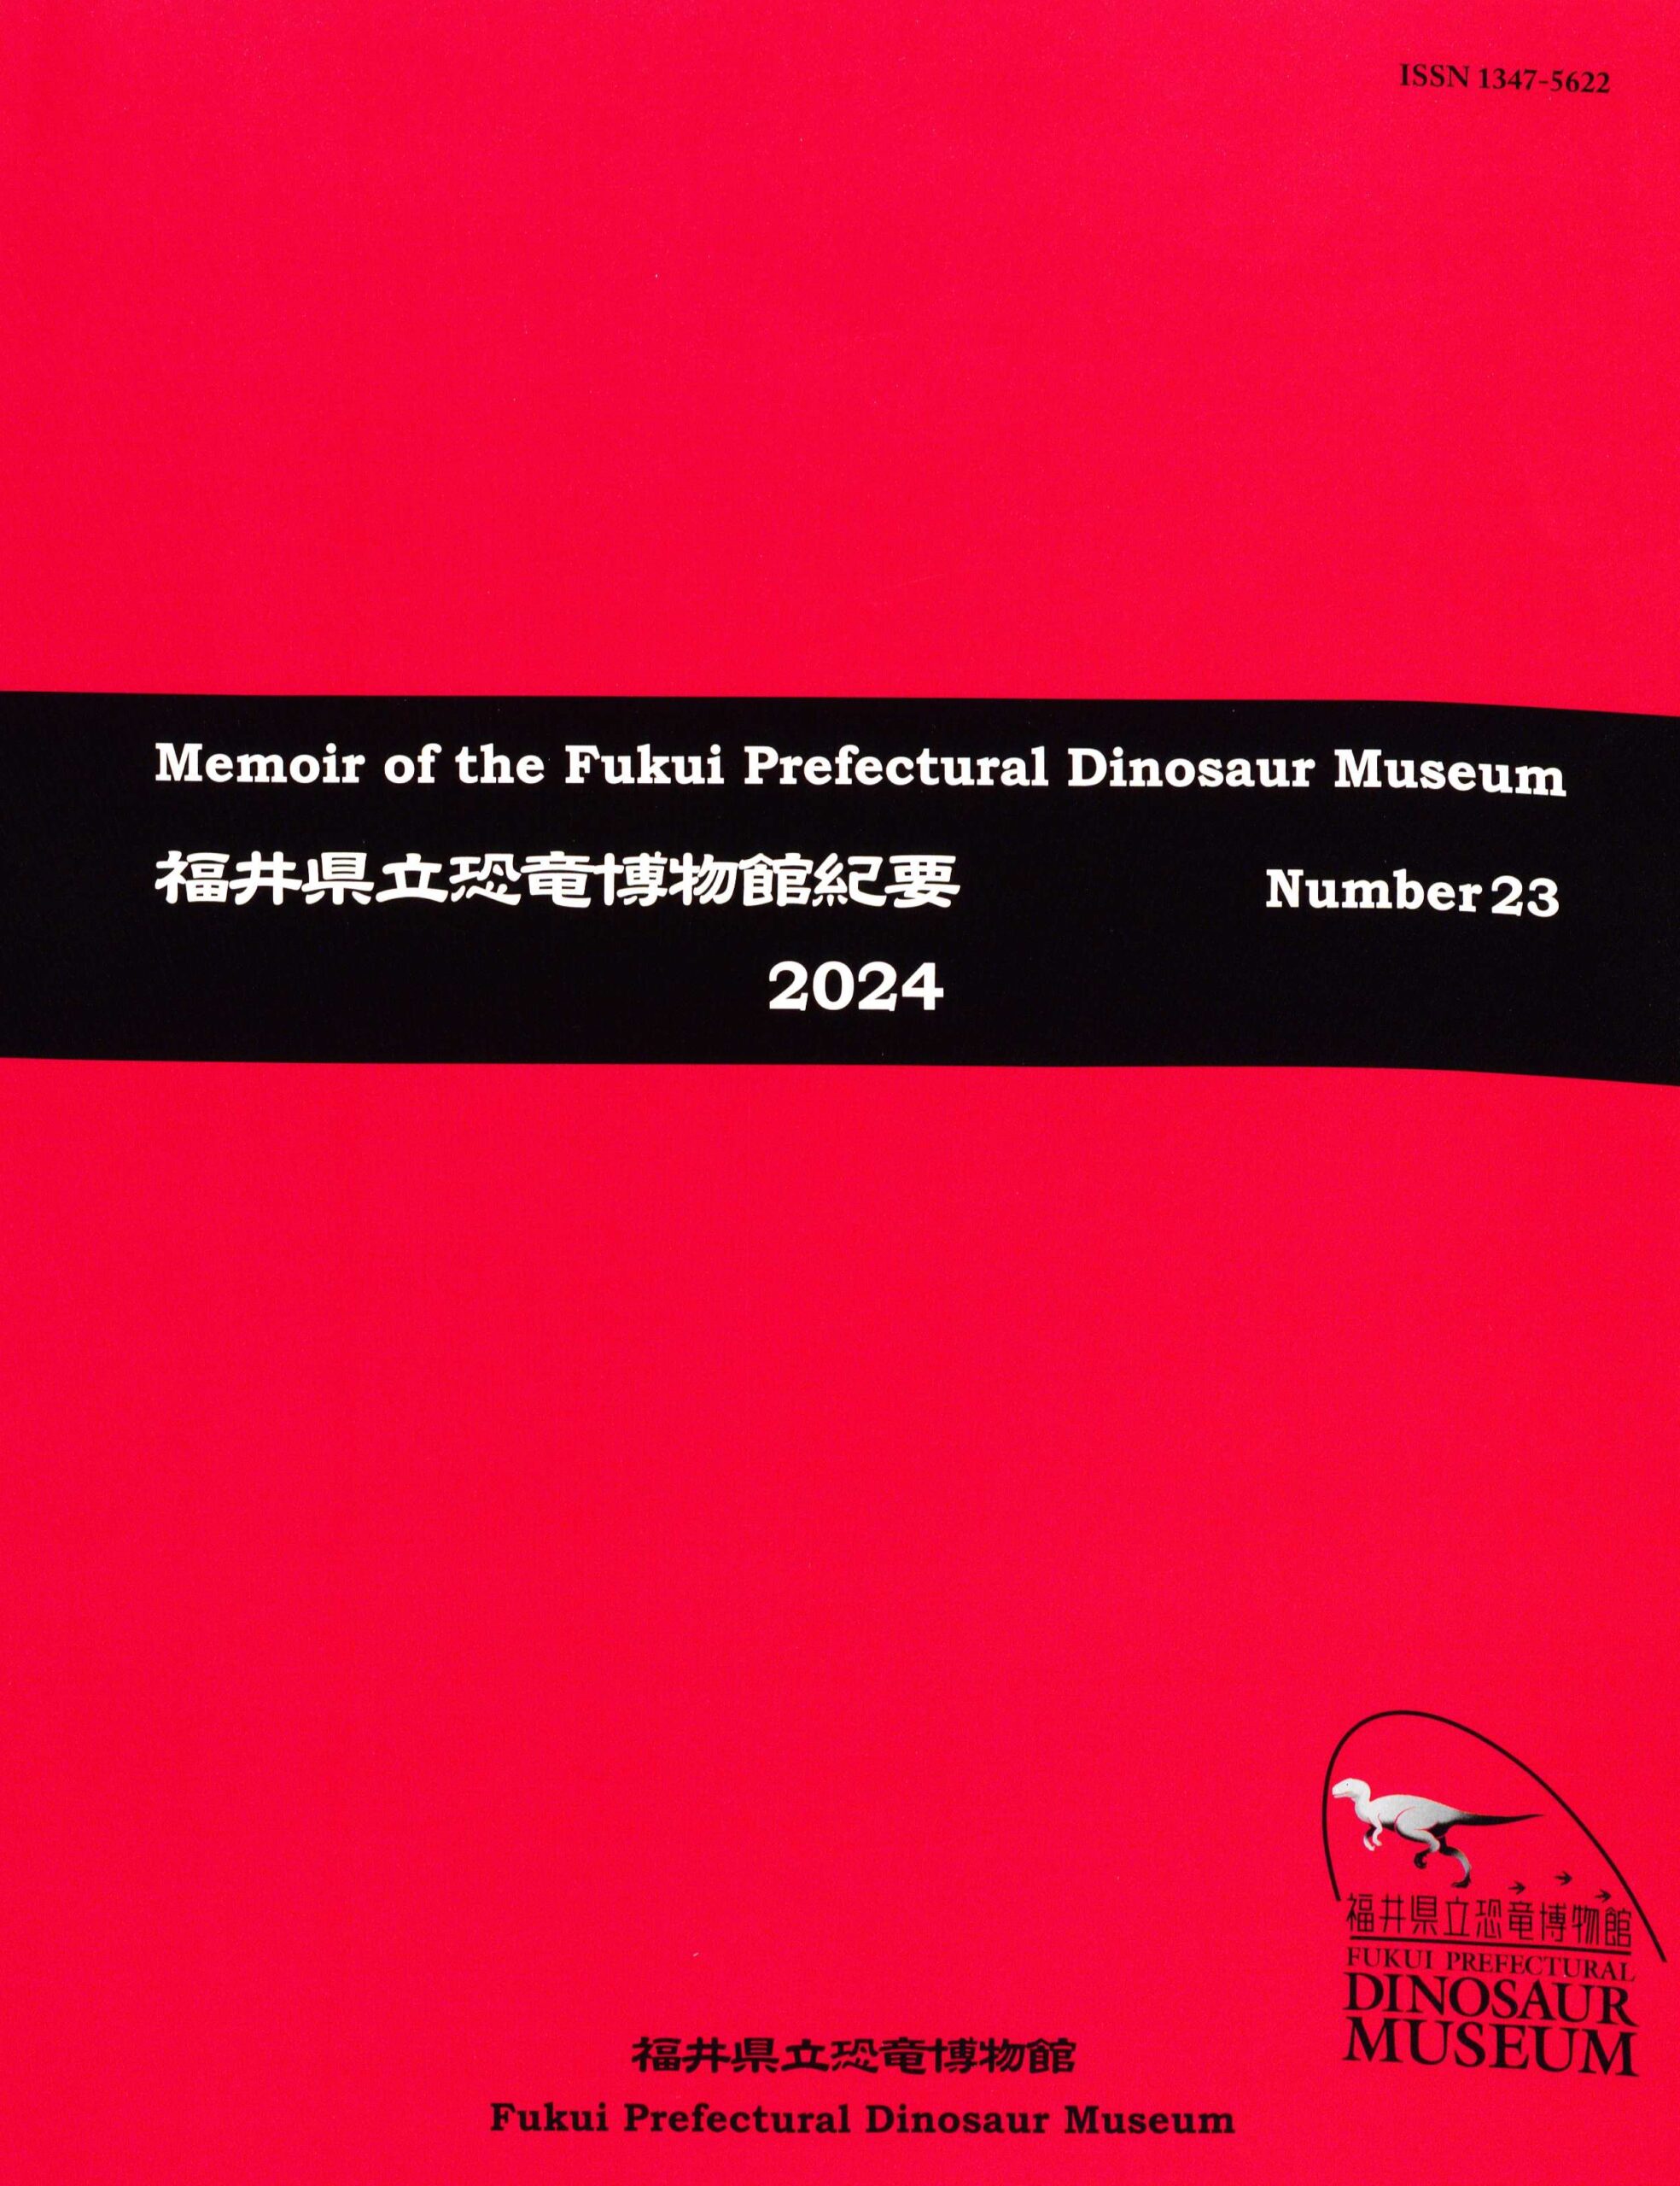 ISSN 1347-5622
Memoir of the Fukui Prefectural Dinosaur Museum
福井県立恐竜博物館紀要 Number 23
2024
福井県立恐竜博物館
FUKUI PREFECTURAL
DINOSAUR
MUSEUM
福井県立恐竜博物館
Fukui Prefectural Dinosaur Museum